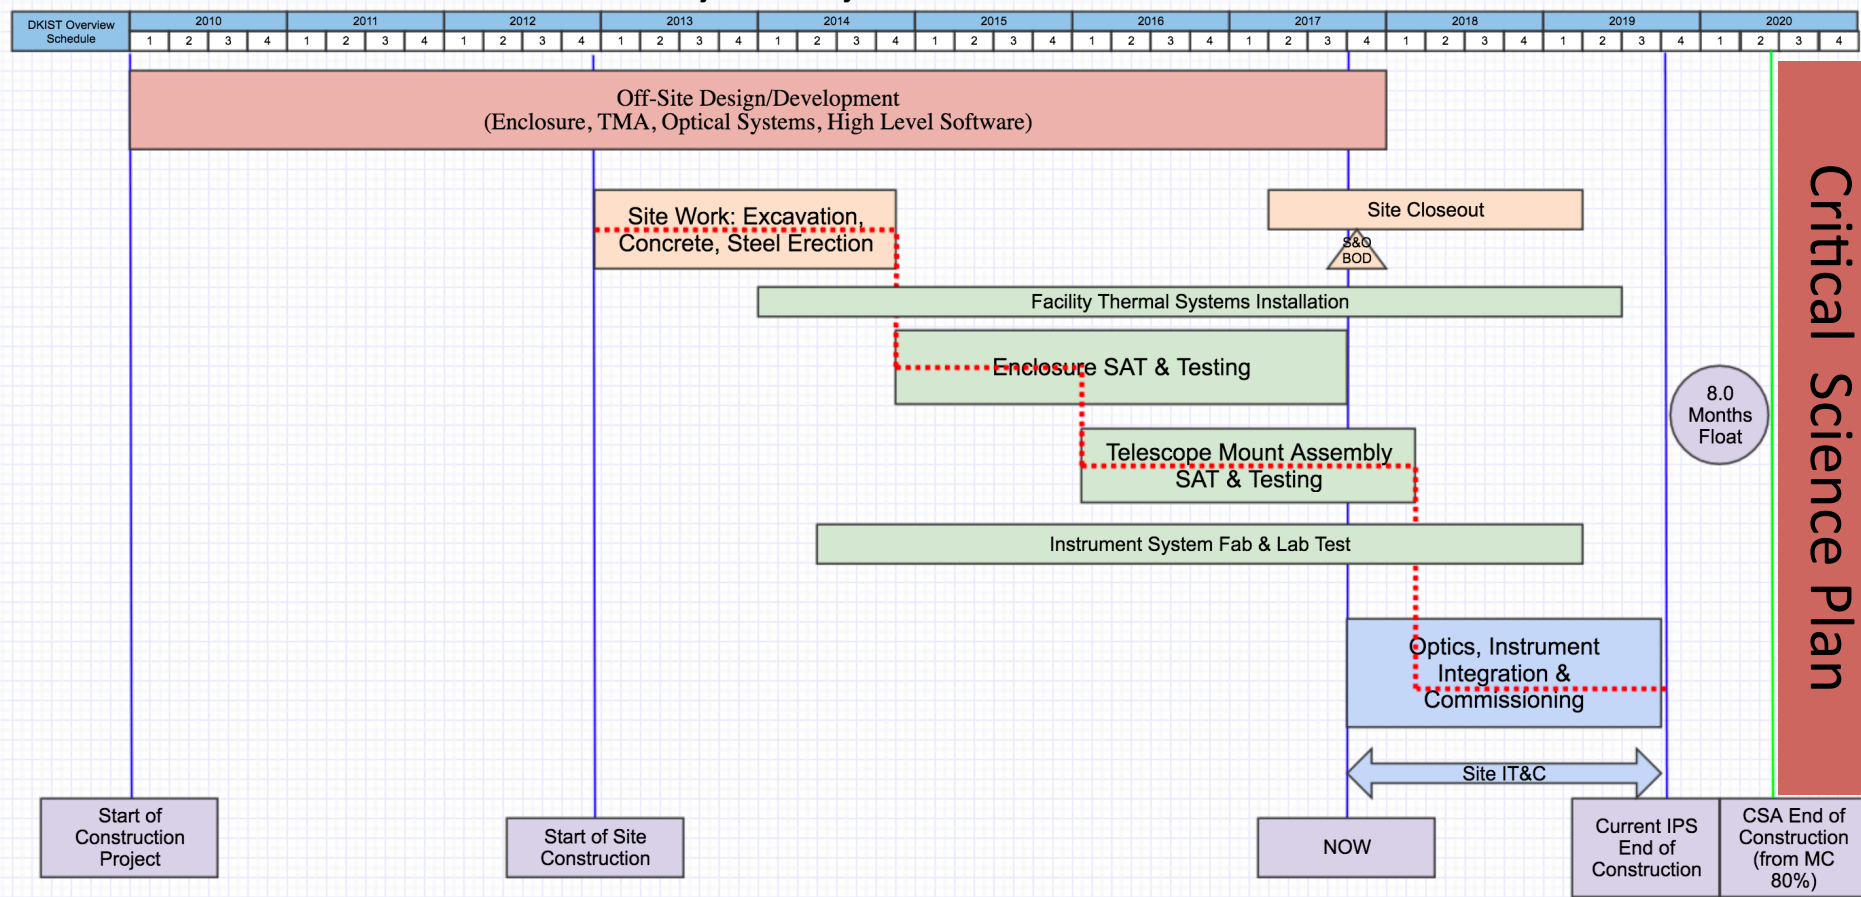 DKIST Overview
Schedule
2010 2011 2012 2013 2014 2015 2016 2017 2018 2019 2020
1 2 3 4 1 2 3 4 1 2 3 4 1 2 3 4 1 2 3 4 1 2 3 4 1 2 3 4 1 2 3 4 1 2 3 4 1 2 3 4 1 2 3 4
Off-Site Design/Development
(Enclosure, TMA, Optical Systems, High Level Software)
Site Work: Excavation,
Concrete, Steel Erection
Site Closeout
S&O
BOD
Facility Thermal Systems Installation
Enclosure SAT & Testing
8.0
Months
Float
Telescope Mount Assembly
SAT & Testing
Instrument System Fab & Lab Test
Optics, Instrument
Integration &
Commissioning
Site IT&C
Critical Science Plan
Start of
Construction
Project
Start of Site
Construction
NOW
Current IPS
End of
Construction
CSA End of
Construction
(from MC
80%)